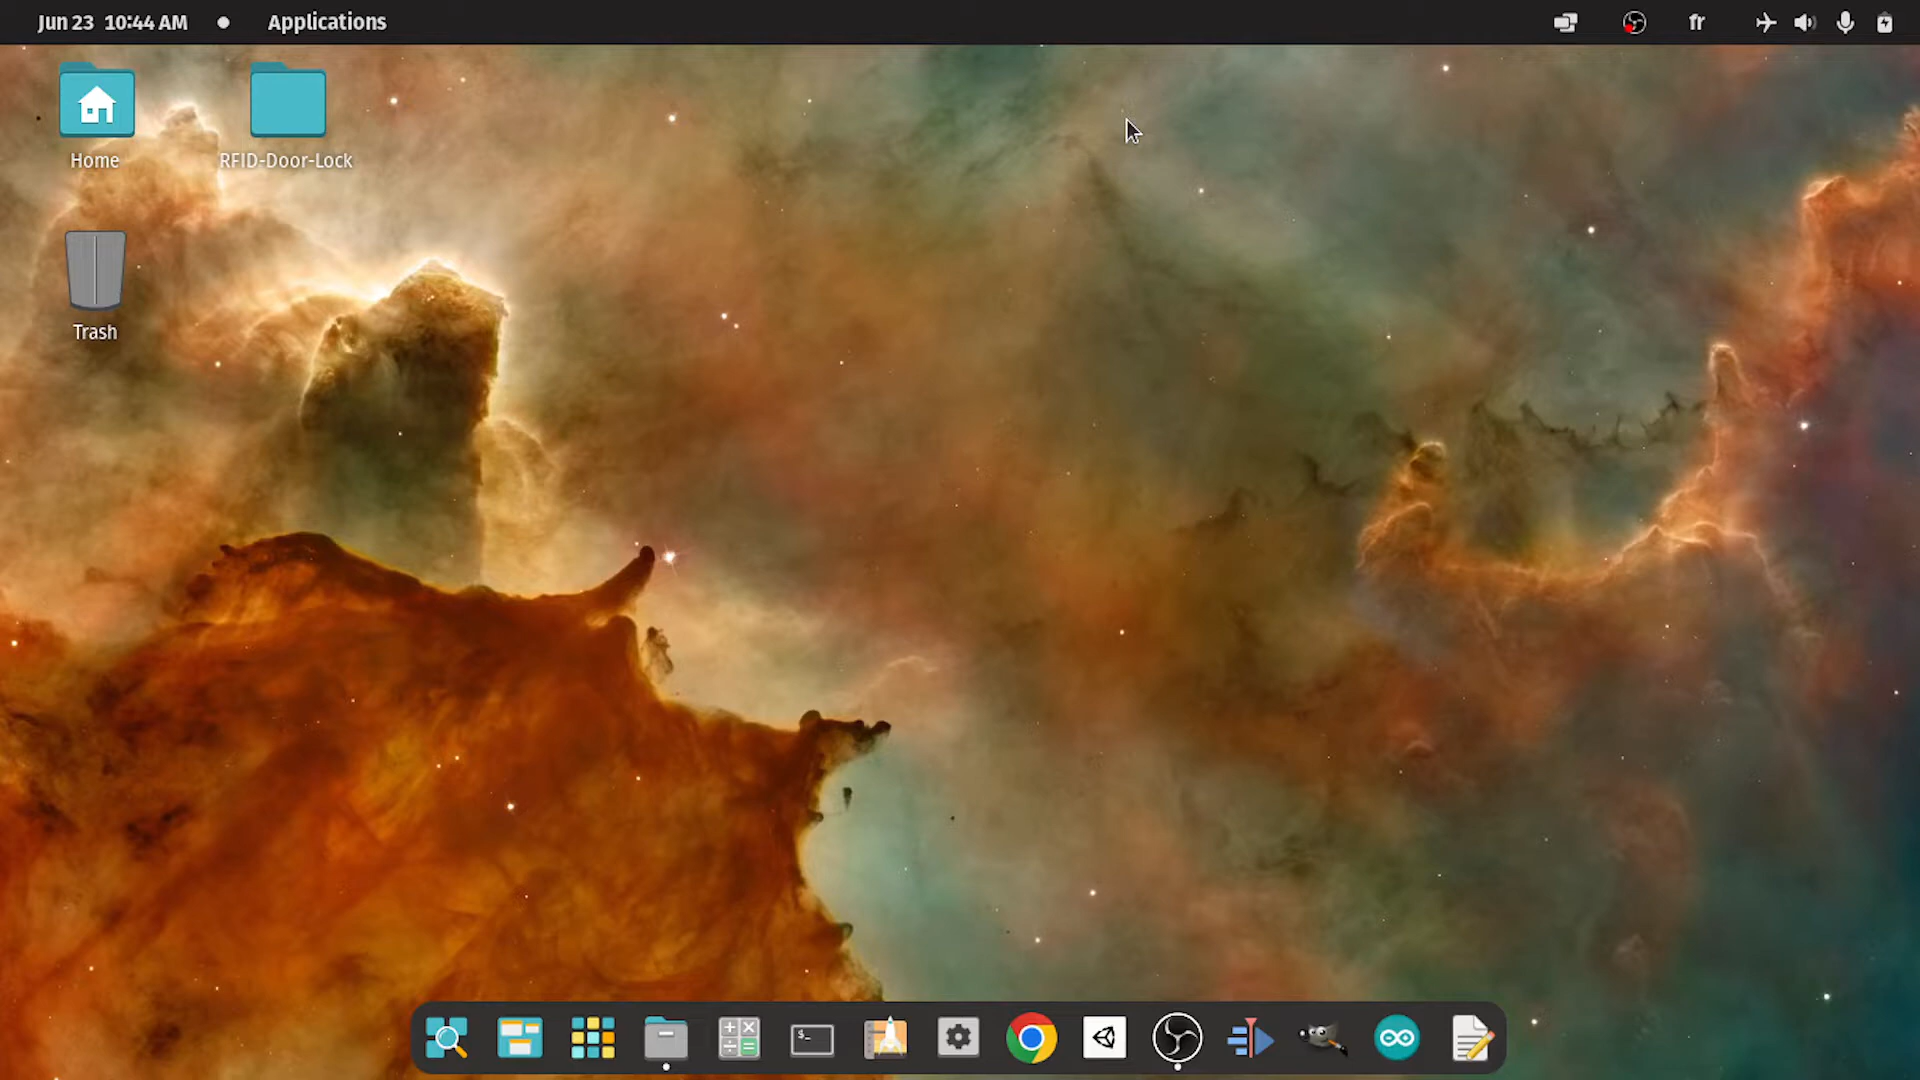 Jun 23 10:44 AM
Applications
fr
Home
RFID-Door-Lock
Trash
$_